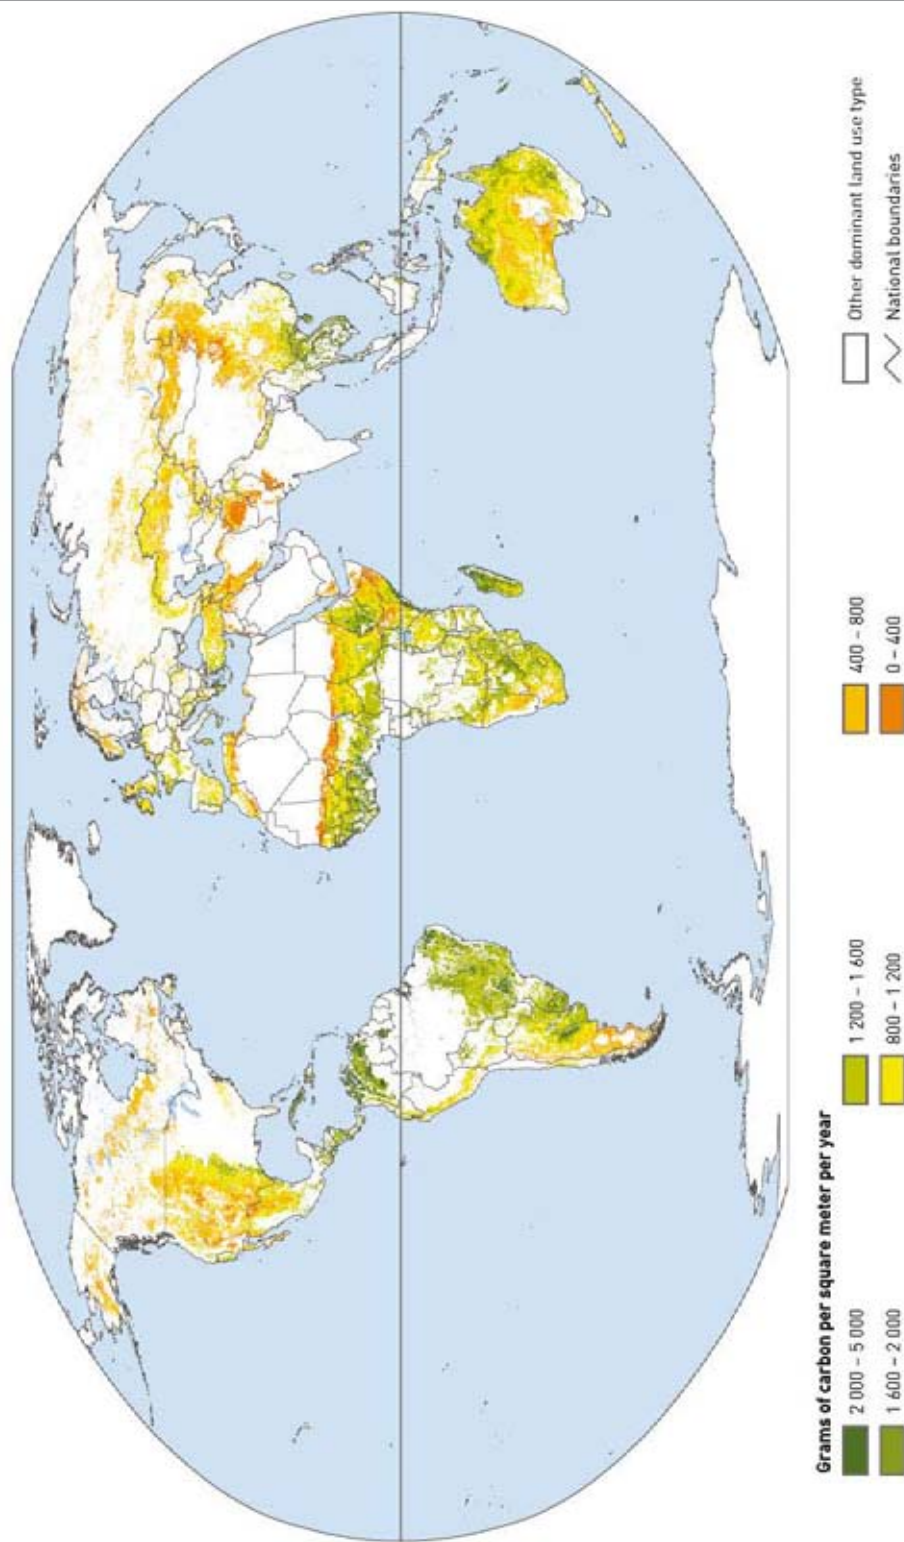 Grams of carbon per square meter per year
2 000 – 5 000
1 600 – 2 000
1 200 – 1 600
800 – 1 200
400 – 800
0 – 400
Other dominant land use type
National boundaries